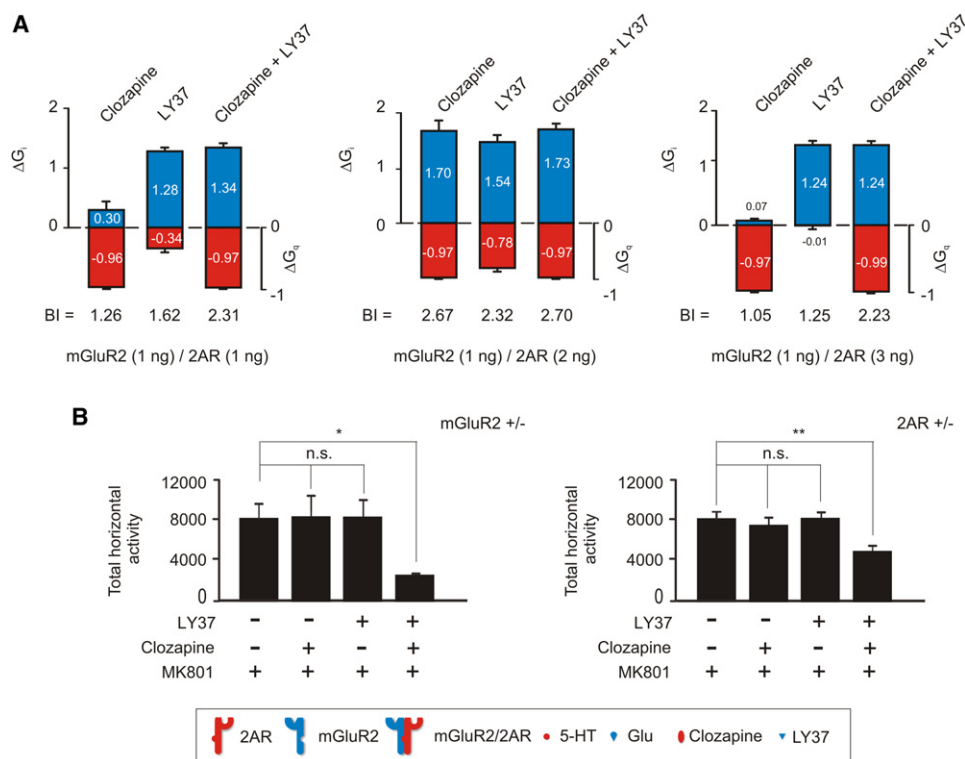 A
Clozapine LY37 Clozapine + LY37
Clozapine LY37 Clozapine + LY37
Clozapine LY37 Clozapine + LY37
2
1
0
ΔGi
0.30 1.28 1.34
-0.96 -0.34 -0.97
0
-1
ΔGq
BI = 1.26 1.62 2.31
mGluR2 (1 ng) / 2AR (1 ng)
2
1
0
ΔGi
1.70 1.54 1.73
-0.97 -0.78 -0.97
0
-1
ΔGq
BI = 2.67 2.32 2.70
mGluR2 (1 ng) / 2AR (2 ng)
2
1
0
ΔGi
0.07 1.24 1.24
-0.97 -0.01 -0.99
0
-1
ΔGq
BI = 1.05 1.25 2.23
mGluR2 (1 ng) / 2AR (3 ng)
B
mGluR2 +/-
*
n.s.
12000
8000
4000
0
Total horizontal
activity
LY37 - - + +
Clozapine - + - +
MK801 + + + +
2AR +/-
**
n.s.
12000
8000
4000
0
Total horizontal
activity
LY37 - - + +
Clozapine - + - +
MK801 + + + +
2AR mGluR2 mGluR2/2AR 5-HT Glu Clozapine LY37